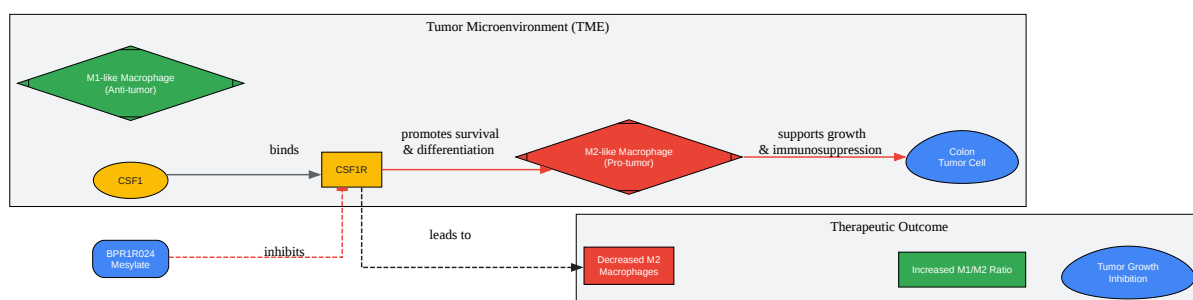 Tumor Microenvironment (TME)
M1-like Macrophage
(Anti-tumor)
CSF1
binds
CSF1R
promotes survival
& differentiation
M2-like Macrophage
(Pro-tumor)
supports growth
& immunosuppression
Colon
Tumor Cell
BPR1R024
Mesylate
inhibits
leads to
Therapeutic Outcome
Decreased M2
Macrophages
Increased M1/M2 Ratio
Tumor Growth
Inhibition